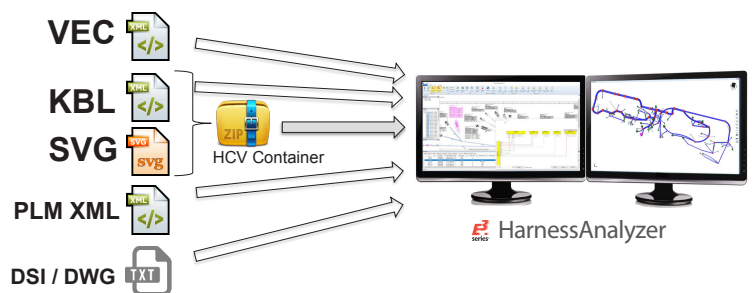 VEC
XML
</>
KBL
XML
</>
ZIP
HCV Container
SVG
SVG
svg
PLM XML
XML
</>
DSI / DWG
TXT
E³
series
HarnessAnalyzer